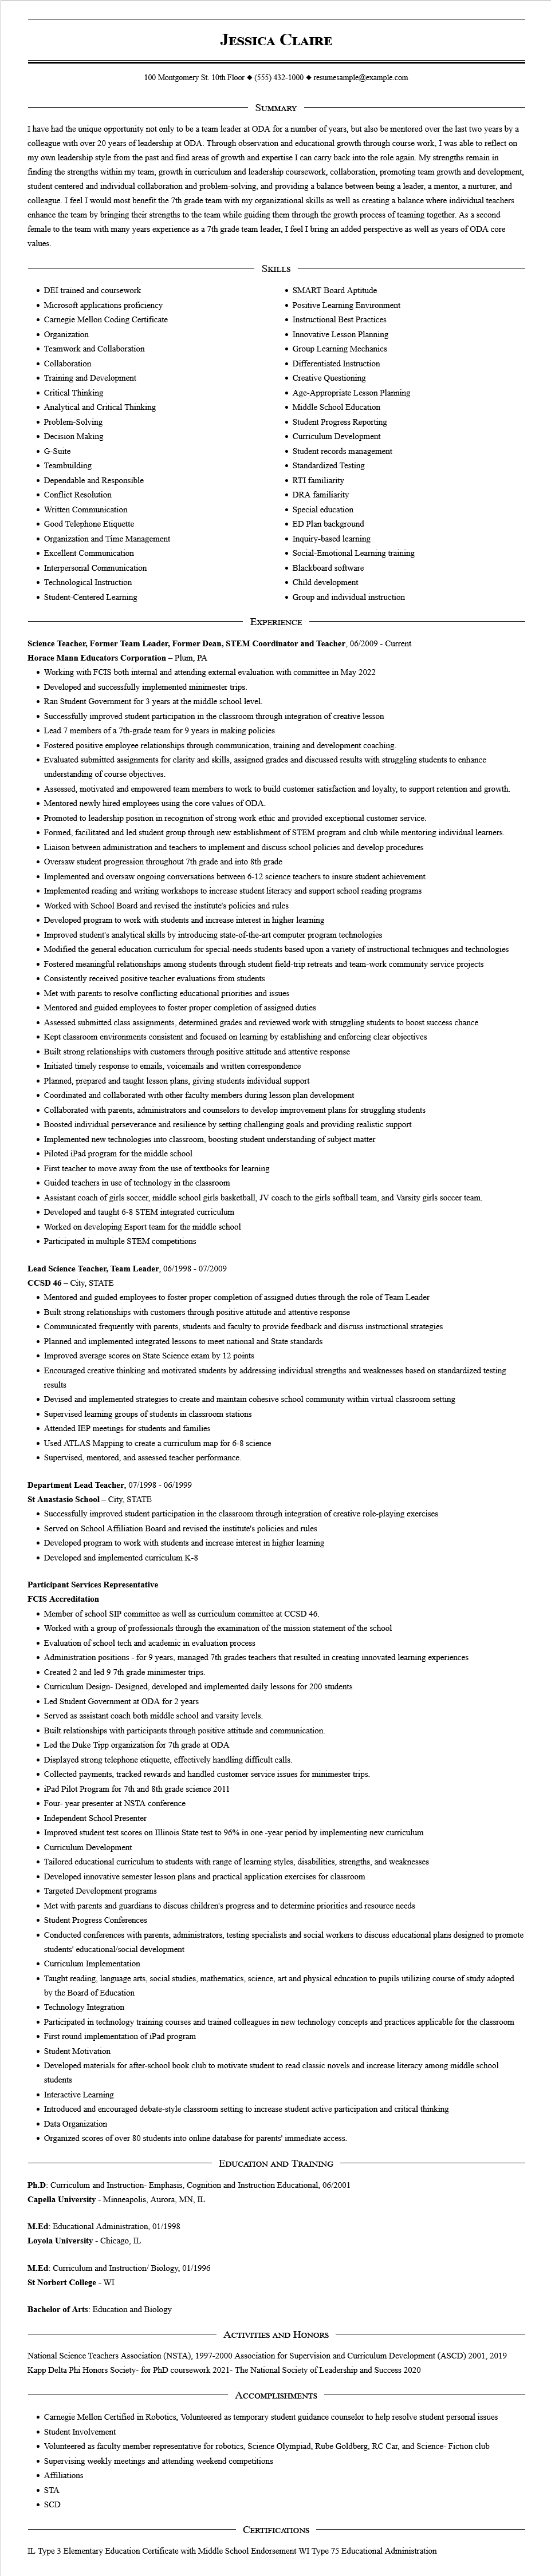 Jessica Claire
100 Montgomery St. 10th Floor ◆ (555) 432-1000 ◆ resumesample@example.com
Summary
I have had the unique opportunity not only to be a team leader at ODA for a number of years, but also be mentored over the last two years by a
colleague with over 20 years of leadership at ODA. Through observation and educational growth through course work, I was able to reflect on
my own leadership style from the past and find areas of growth and expertise I can carry back into the role again. My strengths remain in
finding the strengths within my team, growth in curriculum and leadership coursework, collaboration, promoting team growth and development,
student centered and individual collaboration and problem-solving, and providing a balance between being a leader, a mentor, a nurturer, and
colleague. I feel I would most benefit the 7th grade team with my organizational skills as well as creating a balance where individual teachers
enhance the team by bringing their strengths to the team while guiding them through the growth process of teaming together. As a second
female to the team with many years experience as a 7th grade team leader, I feel I bring an added perspective as well as years of ODA core
values.
Skills
• DEI trained and coursework
• Microsoft applications proficiency
• Carnegie Mellon Coding Certificate
• Organization
• Teamwork and Collaboration
• Collaboration
• Training and Development
• Critical Thinking
• Analytical and Critical Thinking
• Problem-Solving
• Decision Making
• G-Suite
• Teambuilding
• Dependable and Responsible
• Conflict Resolution
• Written Communication
• Good Telephone Etiquette
• Organization and Time Management
• Excellent Communication
• Interpersonal Communication
• Technological Instruction
• Student-Centered Learning
• SMART Board Aptitude
• Positive Learning Environment
• Instructional Best Practices
• Innovative Lesson Planning
• Group Learning Mechanics
• Differentiated Instruction
• Creative Questioning
• Age-Appropriate Lesson Planning
• Middle School Education
• Student Progress Reporting
• Curriculum Development
• Student records management
• Standardized Testing
• RTI familiarity
• DRA familiarity
• Special education
• ED Plan background
• Inquiry-based learning
• Social-Emotional Learning training
• Blackboard software
• Child development
• Group and individual instruction
Experience
Science Teacher, Former Team Leader, Former Dean, STEM Coordinator and Teacher, 06/2009 - Current
Horace Mann Educators Corporation – Plum, PA
• Working with FCIS both internal and attending external evaluation with committee in May 2022
• Developed and successfully implemented minimester trips.
• Ran Student Government for 3 years at the middle school level.
• Successfully improved student participation in the classroom through integration of creative lesson
• Lead 7 members of a 7th-grade team for 9 years in making policies
• Fostered positive employee relationships through communication, training and development coaching.
• Evaluated submitted assignments for clarity and skills, assigned grades and discussed results with struggling students to enhance
understanding of course objectives.
• Assessed, motivated and empowered team members to work to build customer satisfaction and loyalty, to support retention and growth.
• Mentored newly hired employees using the core values of ODA.
• Promoted to leadership position in recognition of strong work ethic and provided exceptional customer service.
• Formed, facilitated and led student group through new establishment of STEM program and club while mentoring individual learners.
• Liaison between administration and teachers to implement and discuss school policies and develop procedures
• Oversaw student progression throughout 7th grade and into 8th grade
• Implemented and oversaw ongoing conversations between 6-12 science teachers to insure student achievement
• Implemented reading and writing workshops to increase student literacy and support school reading programs
• Worked with School Board and revised the institute's policies and rules
• Developed program to work with students and increase interest in higher learning
• Improved student's analytical skills by introducing state-of-the-art computer program technologies
• Modified the general education curriculum for special-needs students based upon a variety of instructional techniques and technologies
• Fostered meaningful relationships among students through student field-trip retreats and team-work community service projects
• Consistently received positive teacher evaluations from students
• Met with parents to resolve conflicting educational priorities and issues
• Mentored and guided employees to foster proper completion of assigned duties
• Assessed submitted class assignments, determined grades and reviewed work with struggling students to boost success chance
• Kept classroom environments consistent and focused on learning by establishing and enforcing clear objectives
• Built strong relationships with customers through positive attitude and attentive response
• Initiated timely response to emails, voicemails and written correspondence
• Planned, prepared and taught lesson plans, giving students individual support
• Coordinated and collaborated with other faculty members during lesson plan development
• Collaborated with parents, administrators and counselors to develop improvement plans for struggling students
• Boosted individual perseverance and resilience by setting challenging goals and providing realistic support
• Implemented new technologies into classroom, boosting student understanding of subject matter
• Piloted iPad program for the middle school
• First teacher to move away from the use of textbooks for learning
• Guided teachers in use of technology in the classroom
• Assistant coach of girls soccer, middle school girls basketball, JV coach to the girls softball team, and Varsity girls soccer team.
• Developed and taught 6-8 STEM integrated curriculum
• Worked on developing Esport team for the middle school
• Participated in multiple STEM competitions
Lead Science Teacher, Team Leader, 06/1998 - 07/2009
CCSD 46 – City, STATE
• Mentored and guided employees to foster proper completion of assigned duties through the role of Team Leader
• Built strong relationships with customers through positive attitude and attentive response
• Communicated frequently with parents, students and faculty to provide feedback and discuss instructional strategies
• Planned and implemented integrated lessons to meet national and State standards
• Improved average scores on State Science exam by 12 points
• Encouraged creative thinking and motivated students by addressing individual strengths and weaknesses based on standardized testing
results
• Devised and implemented strategies to create and maintain cohesive school community within virtual classroom setting
• Supervised learning groups of students in classroom stations
• Attended IEP meetings for students and families
• Used ATLAS Mapping to create a curriculum map for 6-8 science
• Supervised, mentored, and assessed teacher performance.
Department Lead Teacher, 07/1998 - 06/1999
St Anastasio School – City, STATE
• Successfully improved student participation in the classroom through integration of creative role-playing exercises
• Served on School Affiliation Board and revised the institute's policies and rules
• Developed program to work with students and increase interest in higher learning
• Developed and implemented curriculum K-8
Participant Services Representative
FCIS Accreditation
• Member of school SIP committee as well as curriculum committee at CCSD 46.
• Worked with a group of professionals through the examination of the mission statement of the school
• Evaluation of school tech and academic in evaluation process
• Administration positions - for 9 years, managed 7th grades teachers that resulted in creating innovated learning experiences
• Created 2 and led 9 7th grade minimester trips.
• Curriculum Design- Designed, developed and implemented daily lessons for 200 students
• Led Student Government at ODA for 2 years
• Served as assistant coach both middle school and varsity levels.
• Built relationships with participants through positive attitude and communication.
• Led the Duke Tipp organization for 7th grade at ODA
• Displayed strong telephone etiquette, effectively handling difficult calls.
• Collected payments, tracked rewards and handled customer service issues for minimester trips.
• iPad Pilot Program for 7th and 8th grade science 2011
• Four- year presenter at NSTA conference
• Independent School Presenter
• Improved student test scores on Illinois State test to 96% in one -year period by implementing new curriculum
• Curriculum Development
• Tailored educational curriculum to students with range of learning styles, disabilities, strengths, and weaknesses
• Developed innovative semester lesson plans and practical application exercises for classroom
• Targeted Development programs
• Met with parents and guardians to discuss children's progress and to determine priorities and resource needs
• Student Progress Conferences
• Conducted conferences with parents, administrators, testing specialists and social workers to discuss educational plans designed to promote
students' educational/social development
• Curriculum Implementation
• Taught reading, language arts, social studies, mathematics, science, art and physical education to pupils utilizing course of study adopted
by the Board of Education
• Technology Integration
• Participated in technology training courses and trained colleagues in new technology concepts and practices applicable for the classroom
• First round implementation of iPad program
• Student Motivation
• Developed materials for after-school book club to motivate student to read classic novels and increase literacy among middle school
students
• Interactive Learning
• Introduced and encouraged debate-style classroom setting to increase student active participation and critical thinking
• Data Organization
• Organized scores of over 80 students into online database for parents' immediate access.
Education and Training
Ph.D: Curriculum and Instruction- Emphasis, Cognition and Instruction Educational, 06/2001
Capella University - Minneapolis, Aurora, MN, IL
M.Ed: Educational Administration, 01/1998
Loyola University - Chicago, IL
M.Ed: Curriculum and Instruction/ Biology, 01/1996
St Norbert College - WI
Bachelor of Arts: Education and Biology
Activities and Honors
National Science Teachers Association (NSTA), 1997-2000 Association for Supervision and Curriculum Development (ASCD) 2001, 2019
Kapp Delta Phi Honors Society- for PhD coursework 2021- The National Society of Leadership and Success 2020
Accomplishments
• Carnegie Mellon Certified in Robotics, Volunteered as temporary student guidance counselor to help resolve student personal issues
• Student Involvement
• Volunteered as faculty member representative for robotics, Science Olympiad, Rube Goldberg, RC Car, and Science- Fiction club
• Supervising weekly meetings and attending weekend competitions
• Affiliations
• STA
• SCD
Certifications
IL Type 3 Elementary Education Certificate with Middle School Endorsement WI Type 75 Educational Administration